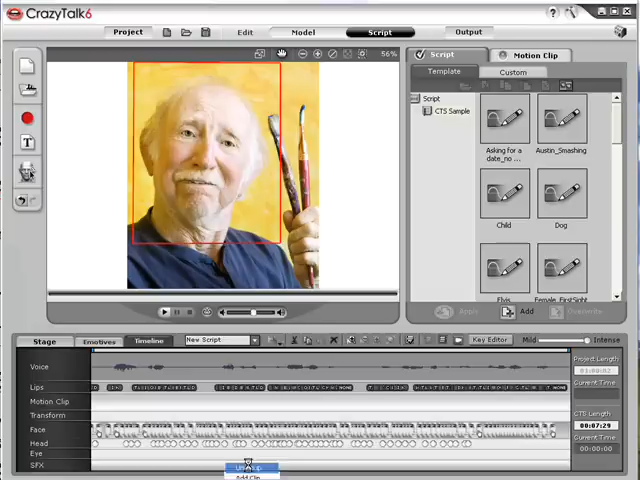 CrazyTalk6
Project
Edit
Model
Script
Output
56%
Script
Motion Clip
Template
Custom
Script
CTS Sample
Asking for a date_no ...
Austin_Smashing
Child
Dog
Elvis
Female_FirstSight
Apply
Add
Overwrite
Stage
Emotives
Timeline
New Script
Key Editor
Mild
Intense
Voice
Lips
Motion Clip
Transform
Face
Head
Eye
SFX
Project Length
Current Time
CTS Length
00:07:29
Current Time
00:00:00
Add Clip